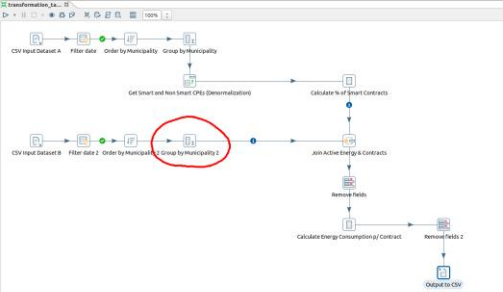 transformation_te...
100%
CSV Input Dataset A
Filter date
Order by Municipality
Group by Municipality
Get Smart and Non Smart CPEs (Denormalization)
Calculate % of Smart Contracts
CSV Input Dataset B
Filter date 2
Order by Municipality 2
Group by Municipality 2
Join Active Energy & Contracts
Remove fields
Calculate Energy Consumption p/ Contract
Remove fields 2
Output to CSV